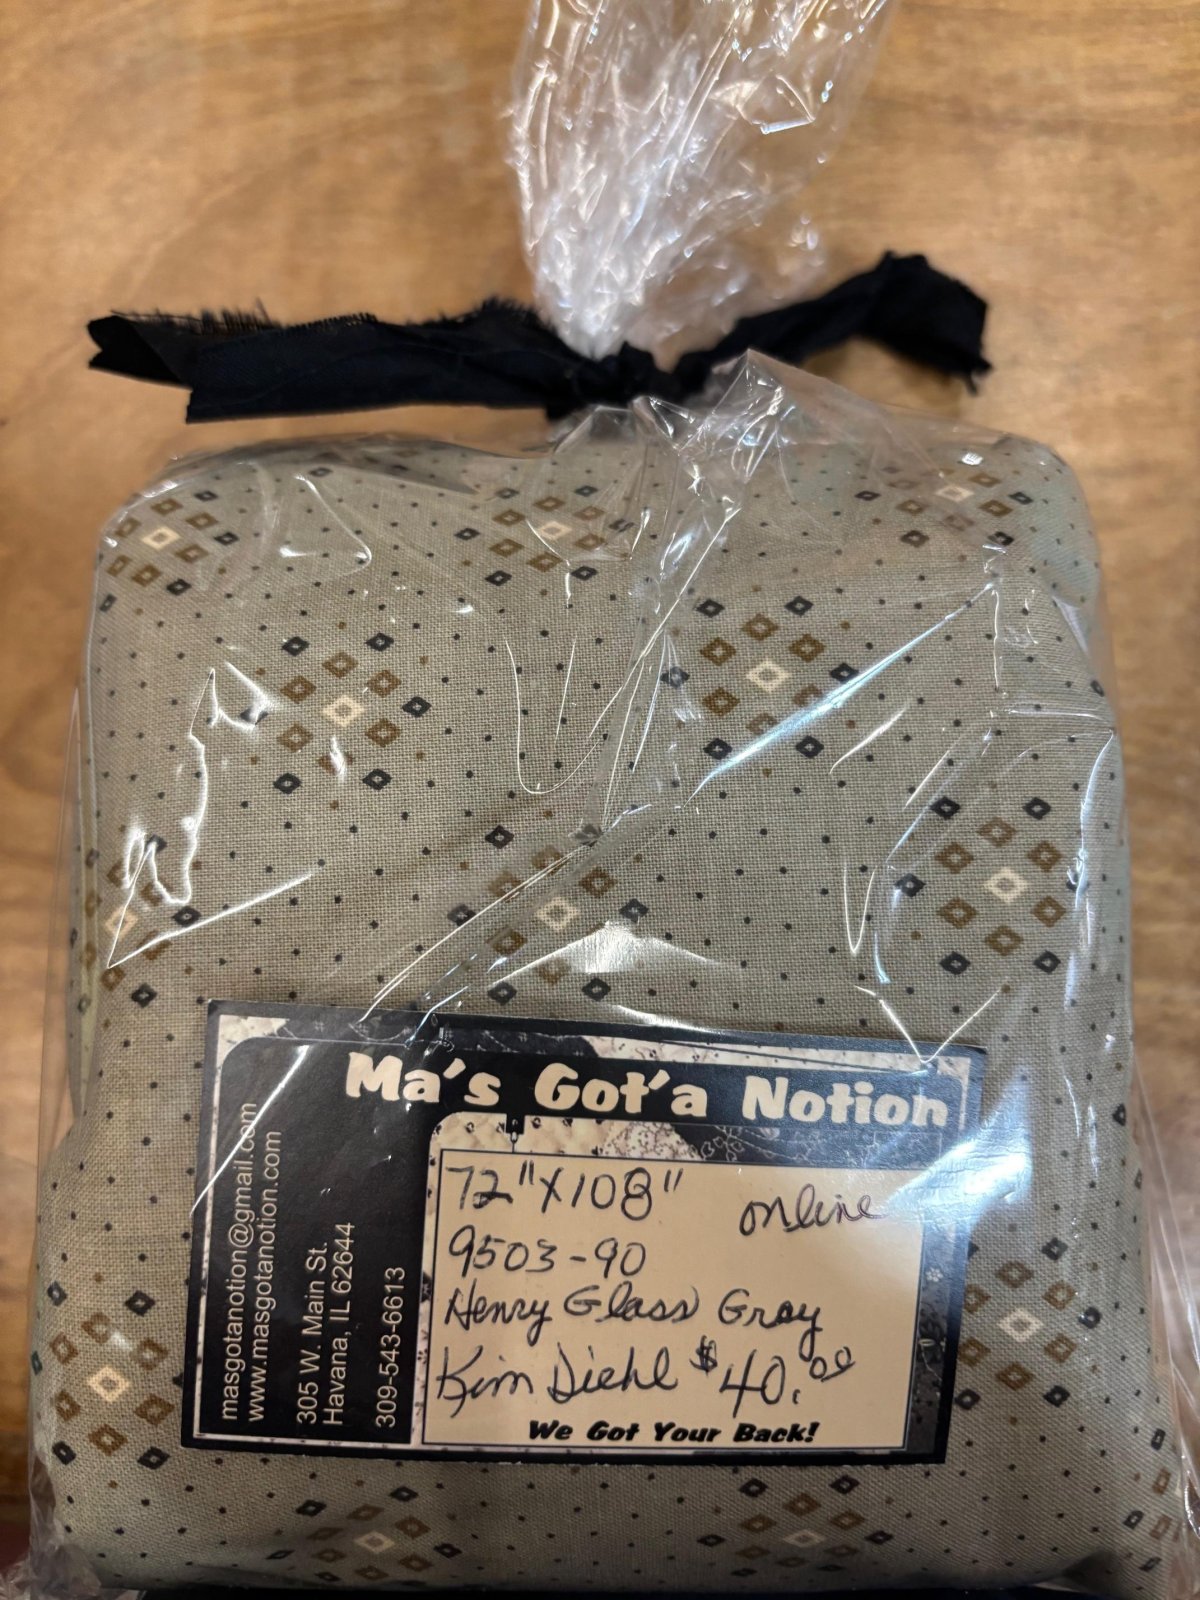 Ma's Got'a Notion
masgotanotion@gmail.com
www.masgotanotion.com
305 W. Main St.
Havana, IL 62644
309-543-6613
72" x 108" online
9503-90
Henry Glass Gray
Kim Diehl $40.00
We Got Your Back!